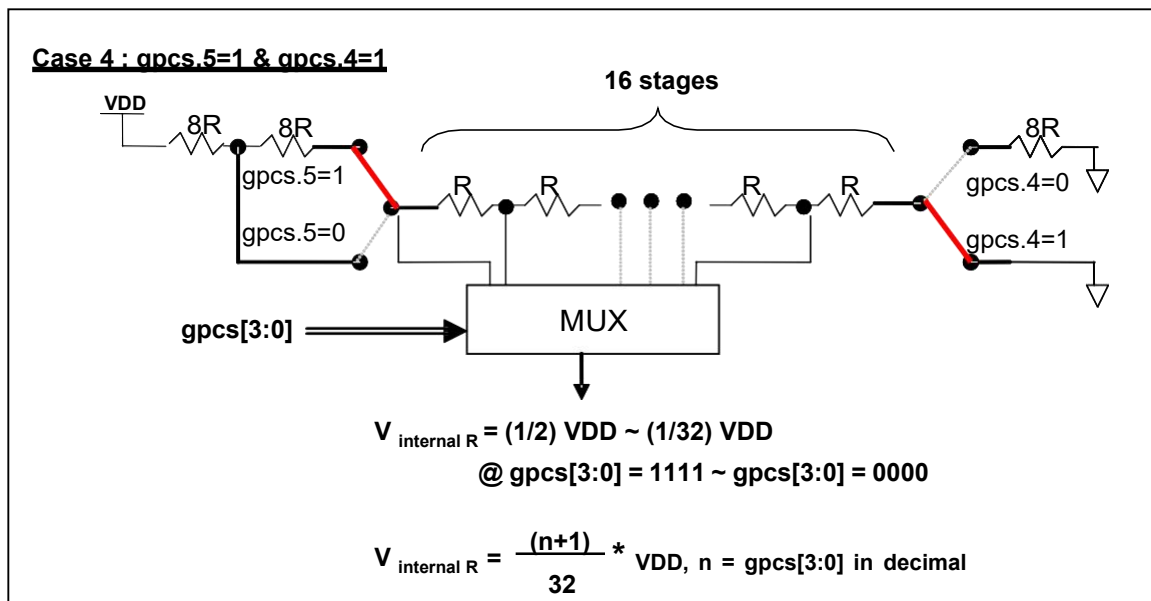 Case 4 : gpcs.5=1 & gpcs.4=1
16 stages
VDD
8R
8R
8R
gpcs.5=1
gpcs.4=0
R
R
R
R
gpcs.5=0
gpcs.4=1
MUX
gpcs[3:0]
V internal R = (1/2) VDD ~ (1/32) VDD
@ gpcs[3:0] = 1111 ~ gpcs[3:0] = 0000
V internal R = (n+1) / 32 * VDD, n = gpcs[3:0] in decimal